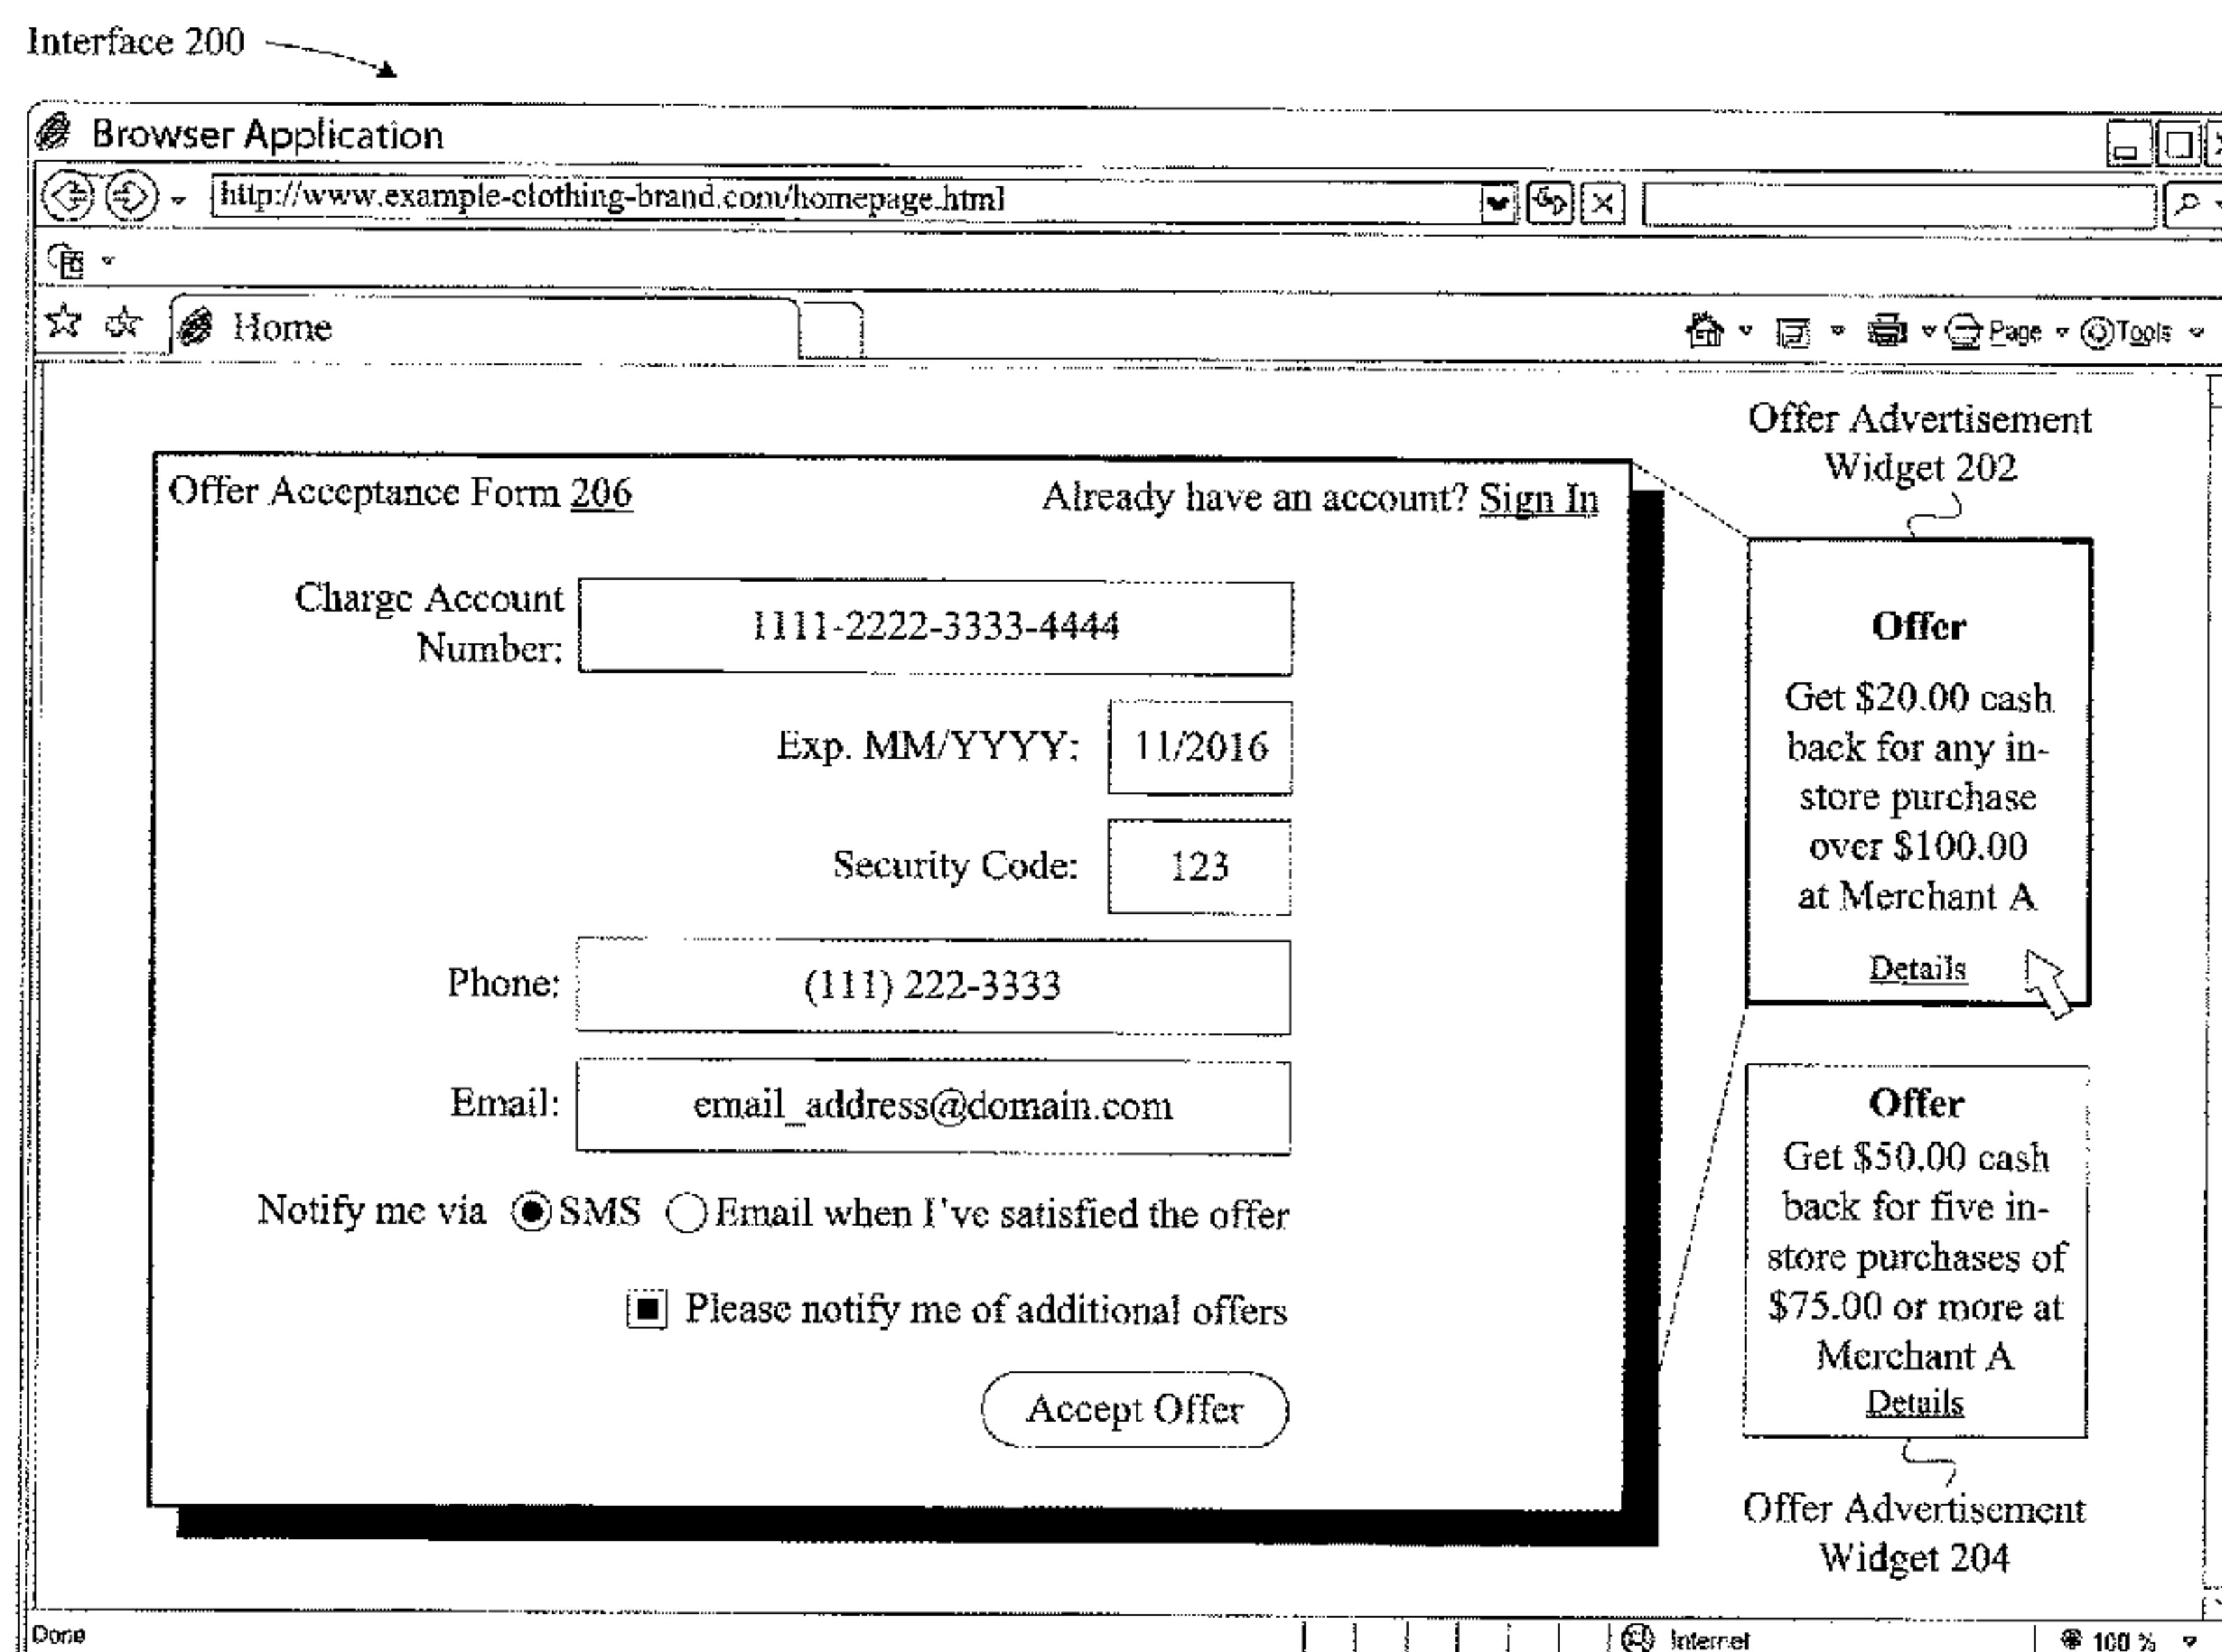 Interface 200
Browser Application
http://www.example-clothing-brand.com/homepage.html
Home
Page
Tools
Offer Advertisement
Widget 202
Offer Acceptance Form 206
Already have an account? Sign In
Charge Account
Number:
1111-2222-3333-4444
Exp. MM/YYYY:
11/2016
Security Code:
123
Phone:
(111) 222-3333
Email:
email_address@domain.com
Notify me via SMS Email when I've satisfied the offer
Please notify me of additional offers
Accept Offer
Offer
Get $20.00 cash
back for any in-
store purchase
over $100.00
at Merchant A
Details
Offer
Get $50.00 cash
back for five in-
store purchases of
$75.00 or more at
Merchant A
Details
Offer Advertisement
Widget 204
Done
Internet
100 %